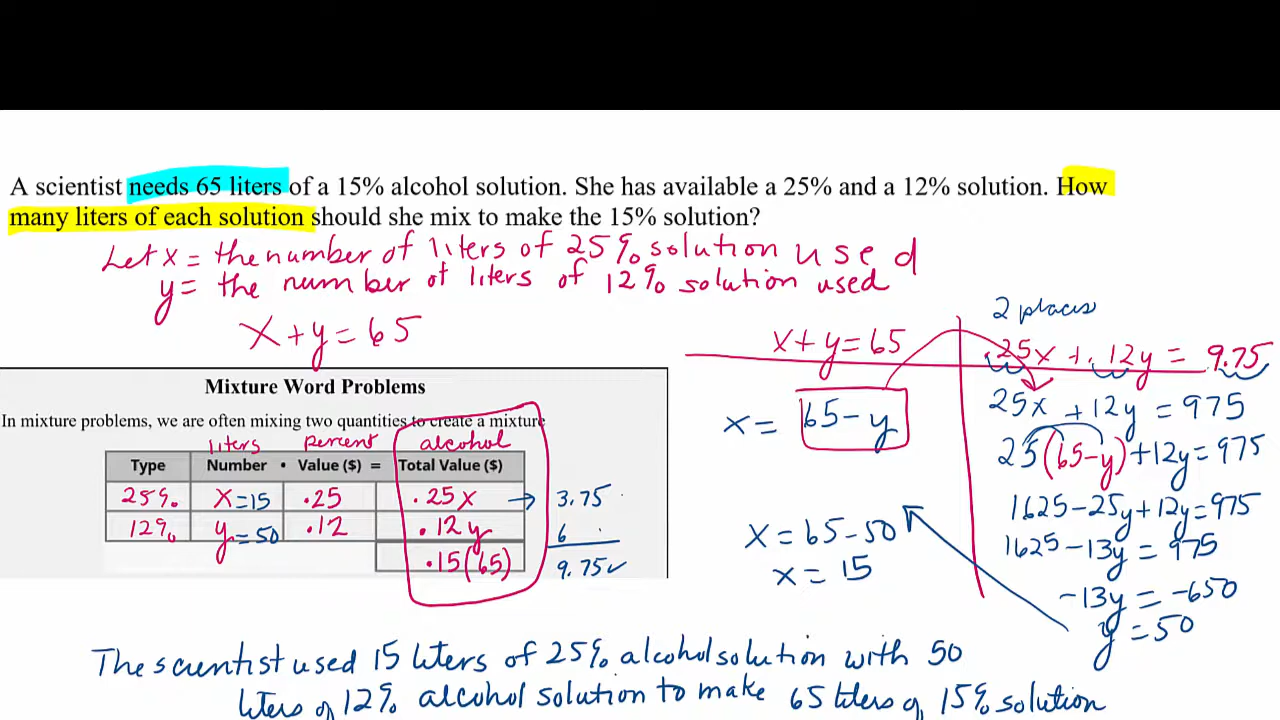 A scientist needs 65 liters of a 15% alcohol solution. She has available a 25% and a 12% solution. How
many liters of each solution should she mix to make the 15% solution?
Let x = the number of liters of 25% solution used
y = the number of liters of 12% solution used
x + y = 65
Mixture Word Problems
In mixture problems, we are often mixing two quantities to create a mixture
liters percent alcohol
Type Number • Value ($) = Total Value ($)
25% x=15 .25 .25x → 3.75
12% y=50 .12 .12y 6
.15(65) 9.75✓
x + y = 65
x = 65-y
x = 65-50
x = 15
2 places
.25x + .12y = 9.75
25x + 12y = 975
25(65-y)+12y=975
1625-25y+12y=975
1625-13y = 975
-13y = -650
y = 50
The scientist used 15 liters of 25% alcohol solution with 50
liters of 12% alcohol solution to make 65 liters of 15% solution